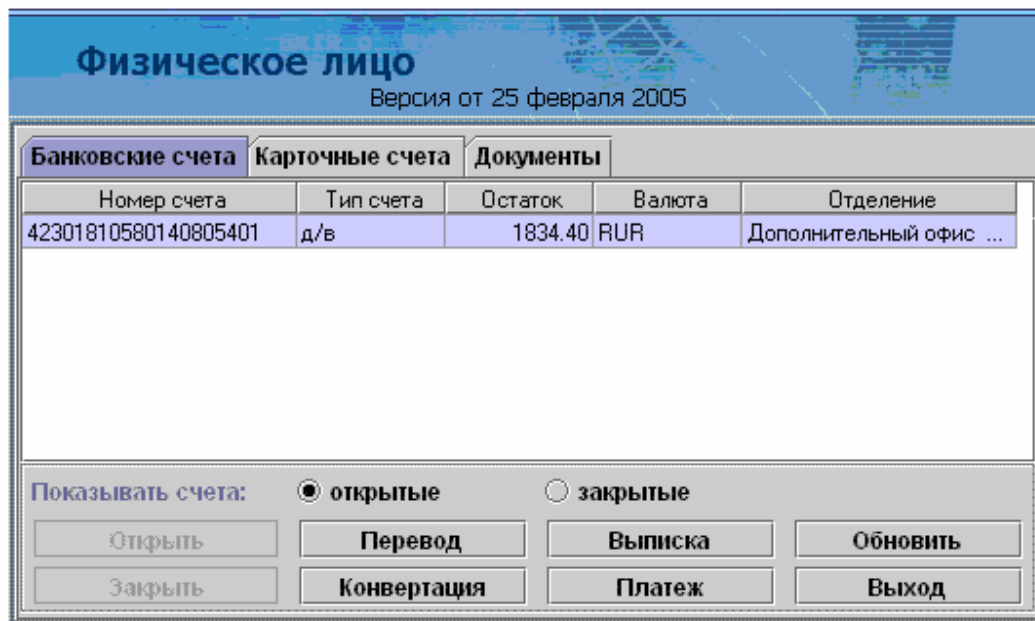 Физическое лицо
Версия от 25 февраля 2005
Банковские счета Карточные счета Документы
Номер счета Тип счета Остаток Валюта Отделение
42301810580140805401 д/в 1834.40 RUR Дополнительный офис ...
Показывать счета: открытые закрытые
Открыть Перевод Выписка Обновить
Закрыть Конвертация Платеж Выход